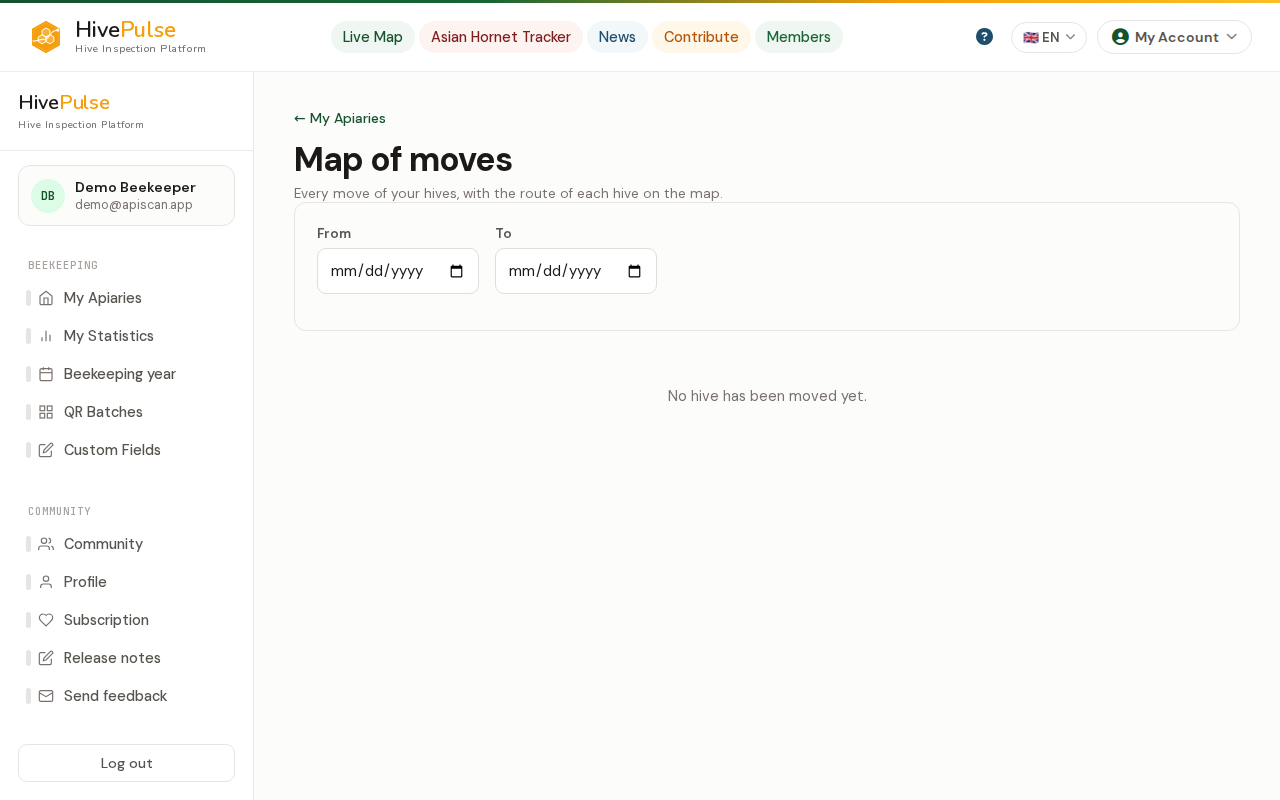 HivePulse
Hive Inspection Platform
Live Map
Asian Hornet Tracker
News
Contribute
Members
?
EN
My Account
HivePulse
Hive Inspection Platform
DB
Demo Beekeeper
demo@apiscan.app
BEEKEEPING
My Apiaries
My Statistics
Beekeeping year
QR Batches
Custom Fields
COMMUNITY
Community
Profile
Subscription
Release notes
Send feedback
Log out
← My Apiaries
Map of moves
Every move of your hives, with the route of each hive on the map.
From
To
mm/dd/yyyy
mm/dd/yyyy
No hive has been moved yet.